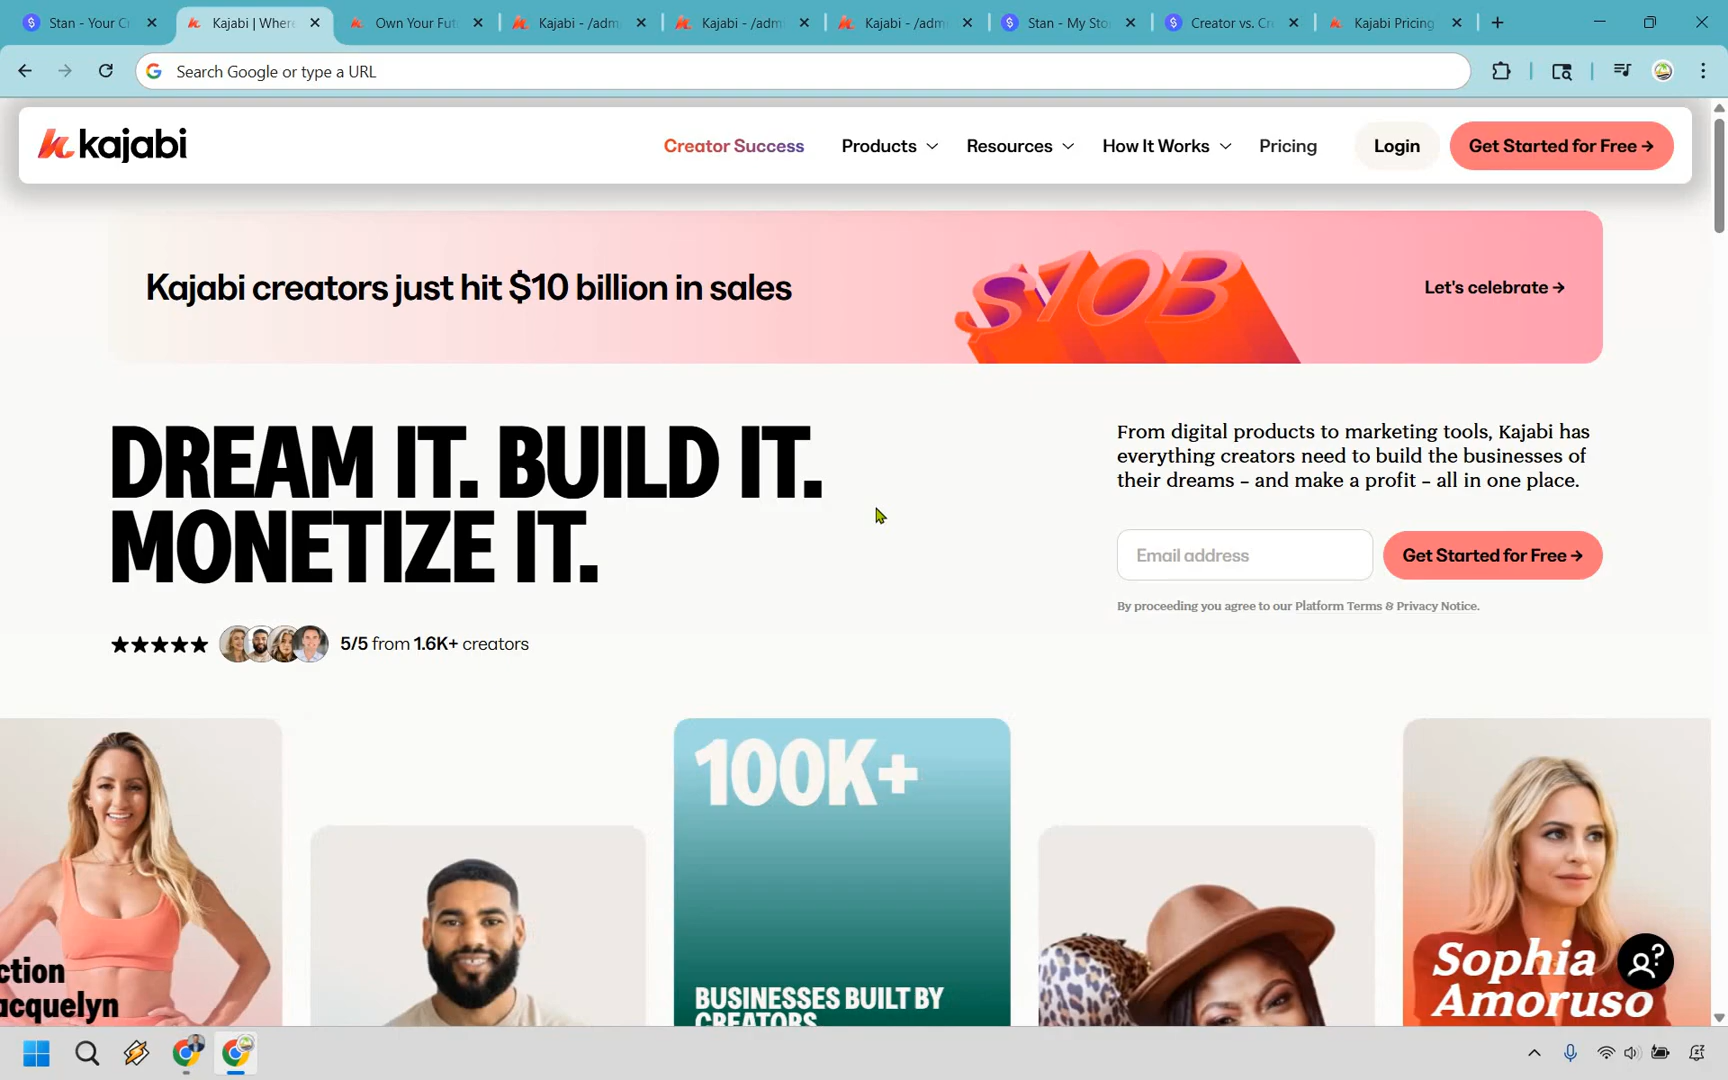 Stan - Your Cr
Kajabi | Where
Own Your Fut
Kajabi - /adm
Kajabi - /adm
Kajabi - /adm
Stan - My Sto
Creator vs. Cr
Kajabi Pricing
Search Google or type a URL
kajabi
Creator Success
Products
Resources
How It Works
Pricing
Login
Get Started for Free →
Kajabi creators just hit $10 billion in sales
$10B
Let's celebrate →
DREAM IT. BUILD IT.
MONETIZE IT.
From digital products to marketing tools, Kajabi has
everything creators need to build the businesses of
their dreams – and make a profit – all in one place.
Email address
Get Started for Free →
By proceeding you agree to our Platform Terms & Privacy Notice.
★★★★★ 5/5 from 1.6K+ creators
100K+
BUSINESSES BUILT BY
CREATORS
ction
acquelyn
Sophia
Amoruso